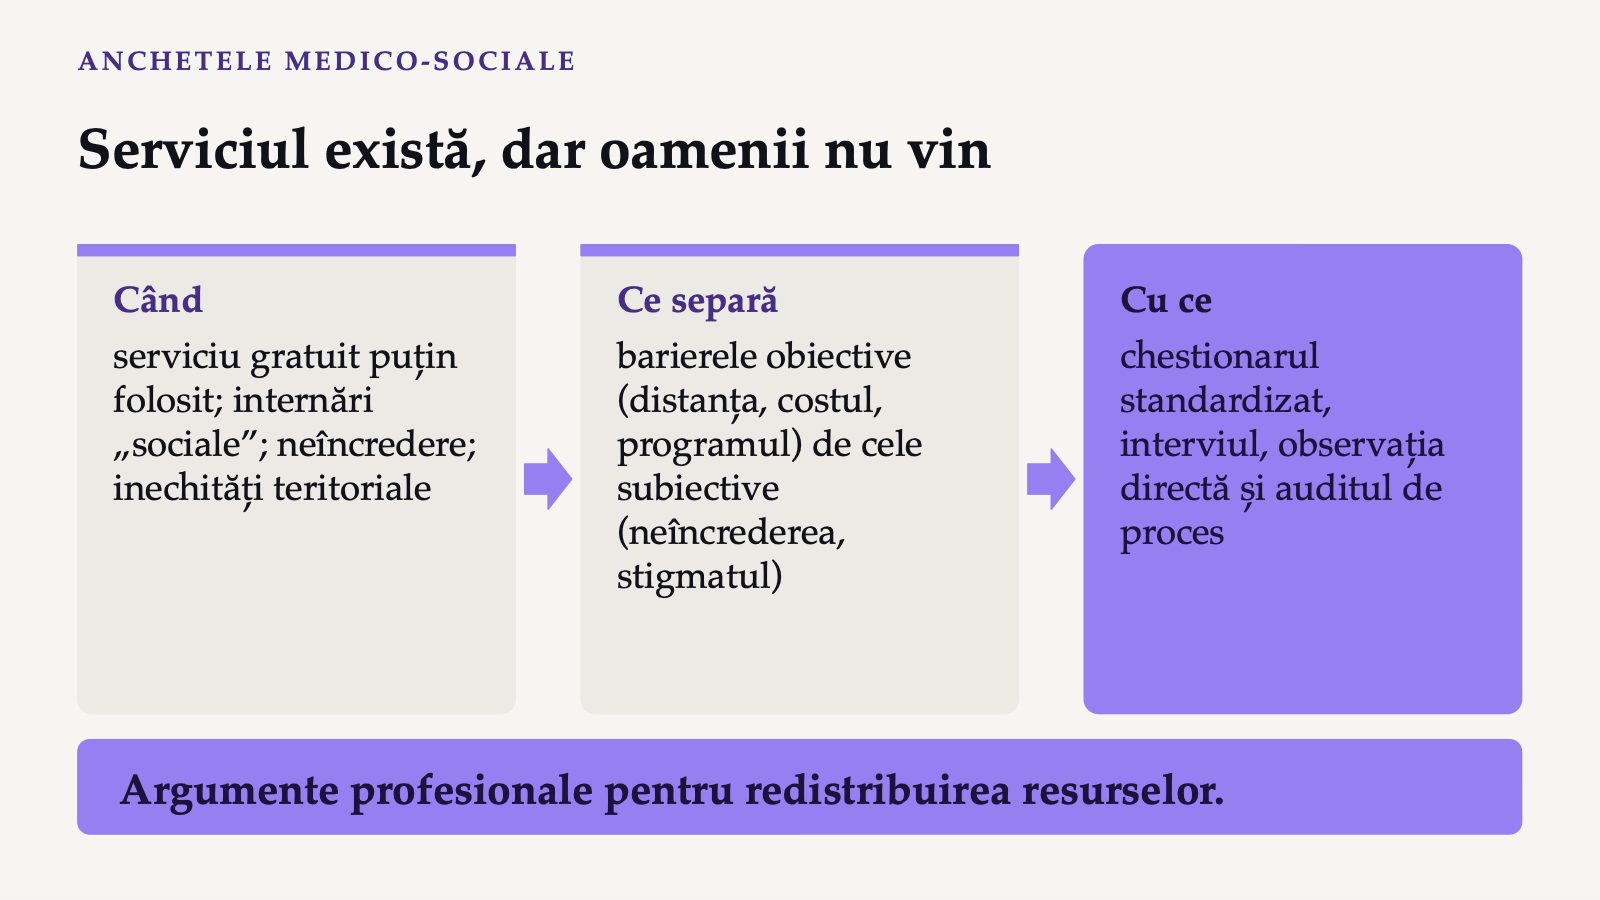 ANCHETELE MEDICO-SOCIALE
Serviciul există, dar oamenii nu vin
Când
serviciu gratuit puțin
folosit; internări
„sociale”; neîncredere;
inechități teritoriale
Ce separă
barierele obiective
(distanța, costul,
programul) de cele
subiective
(neîncrederea,
stigmatul)
Cu ce
chestionarul
standardizat,
interviul, observația
directă și auditul de
proces
Argumente profesionale pentru redistribuirea resurselor.